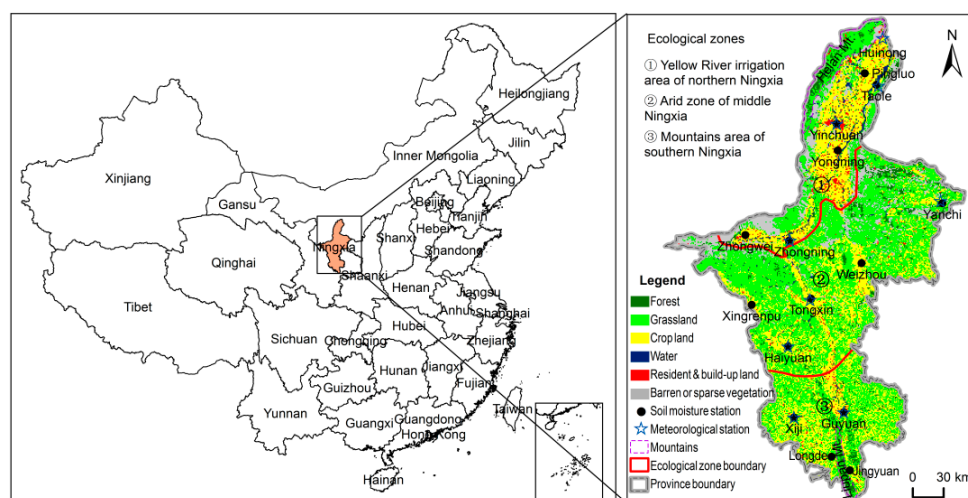 Heilongjiang
Jilin
Inner Mongolia
Liaoning
Xinjiang
Gansu
Beijing
Tianjin
Hebei
Ningxia
Shanxi
Shandong
Qinghai
Shaanxi
Henan
Jiangsu
Tibet
Anhui
Shanghai
Hubei
Sichuan
Chongqing
Zhejiang
Hunan
Jiangxi
Guizhou
Fujian
Yunnan
Taiwan
Guangxi
Guangdong
Hong Kong
Hainan
Ecological zones
① Yellow River irrigation
area of northern Ningxia
② Arid zone of middle
Ningxia
③ Mountains area of
southern Ningxia
Legend
Forest
Grassland
Crop land
Water
Resident & build-up land
Barren or sparse vegetation
Soil moisture station
Meteorological station
Mountains
Ecological zone boundary
Province boundary
N
Helan Mt.
Huinong
Pingluo
Taole
Yinchuan
Yongning
①
Yanchi
Zhongwei
Zhongning
②
Weizhou
Xingrenpu
Tongxin
Haiyuan
③
Xiji
Guyuan
Longde
Jingyuan
0 30 km